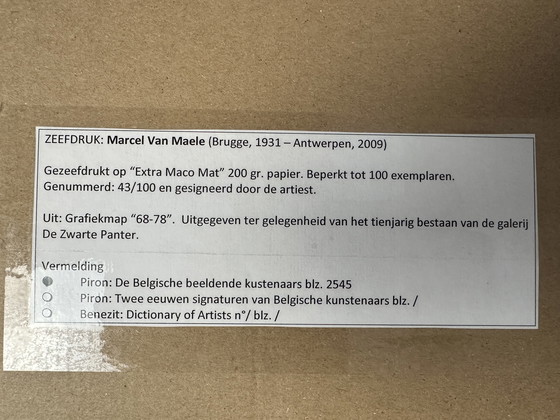 ZEEFDRUK: Marcel Van Maele (Brugge, 1931 – Antwerpen, 2009)
Gezeefdrukt op “Extra Maco Mat” 200 gr. papier. Beperkt tot 100 exemplaren.
Genummerd: 43/100 en gesigneerd door de artiest.
Uit: Grafiekmap “68-78”. Uitgegeven ter gelegenheid van het tienjarig bestaan van de galerij
De Zwarte Panter.
Vermelding
Piron: De Belgische beeldende kustenaars blz. 2545
Piron: Twee eeuwen signaturen van Belgische kunstenaars blz. /
Benezit: Dictionary of Artists n°/ blz. /